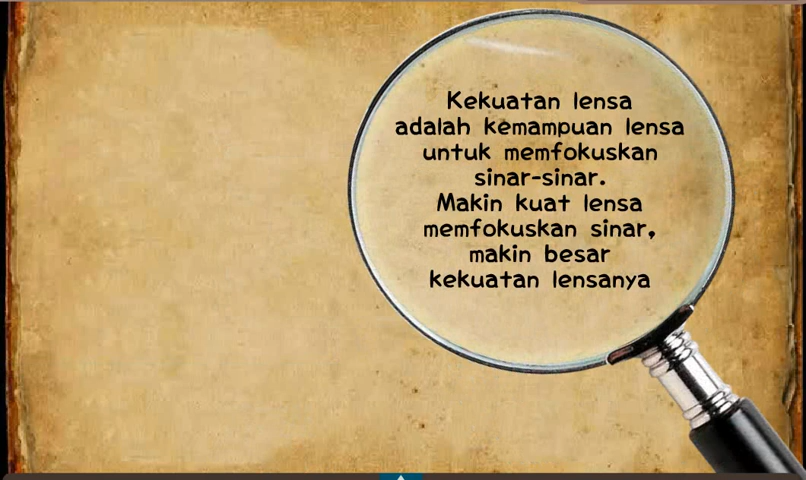 Kekuatan lensa
adalah kemampuan lensa
untuk memfokuskan
sinar-sinar.
Makin kuat lensa
memfokuskan sinar,
makin besar
kekuatan lensanya